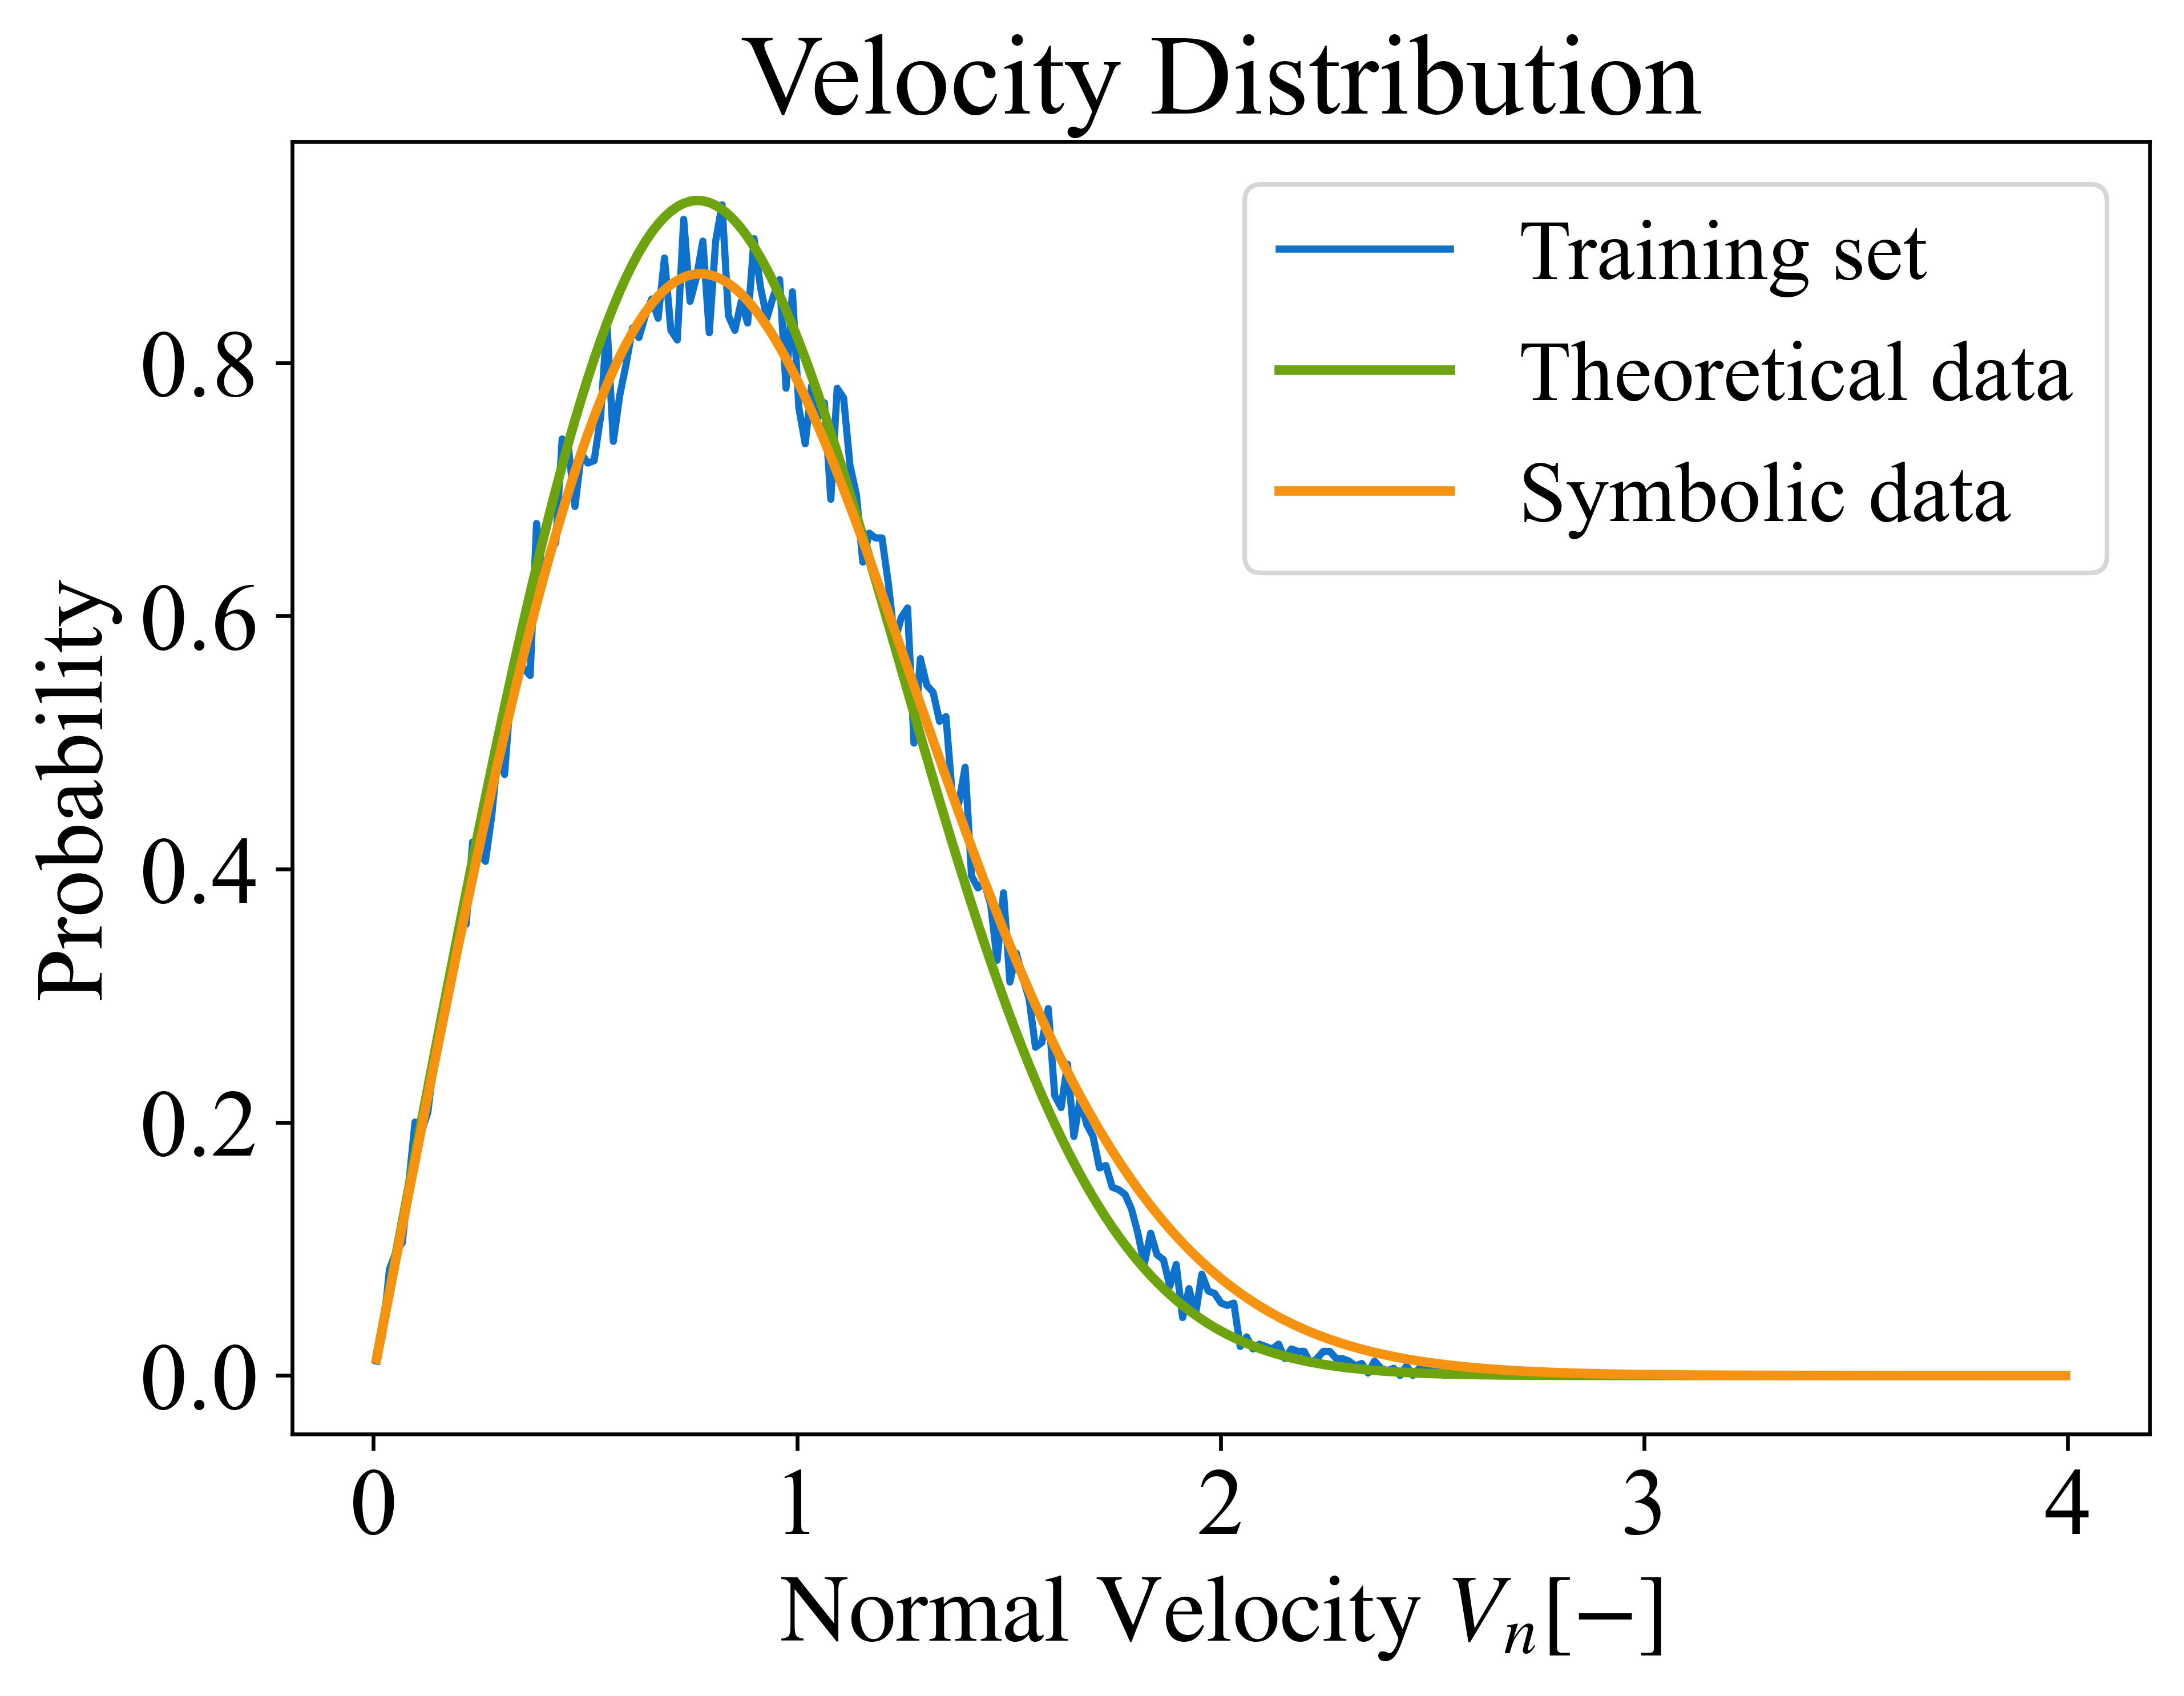 Velocity Distribution
Training set
Theoretical data
Symbolic data
Probability
0.8
0.6
0.4
0.2
0.0
0 1 2 3 4
Normal Velocity Vₙ[−]